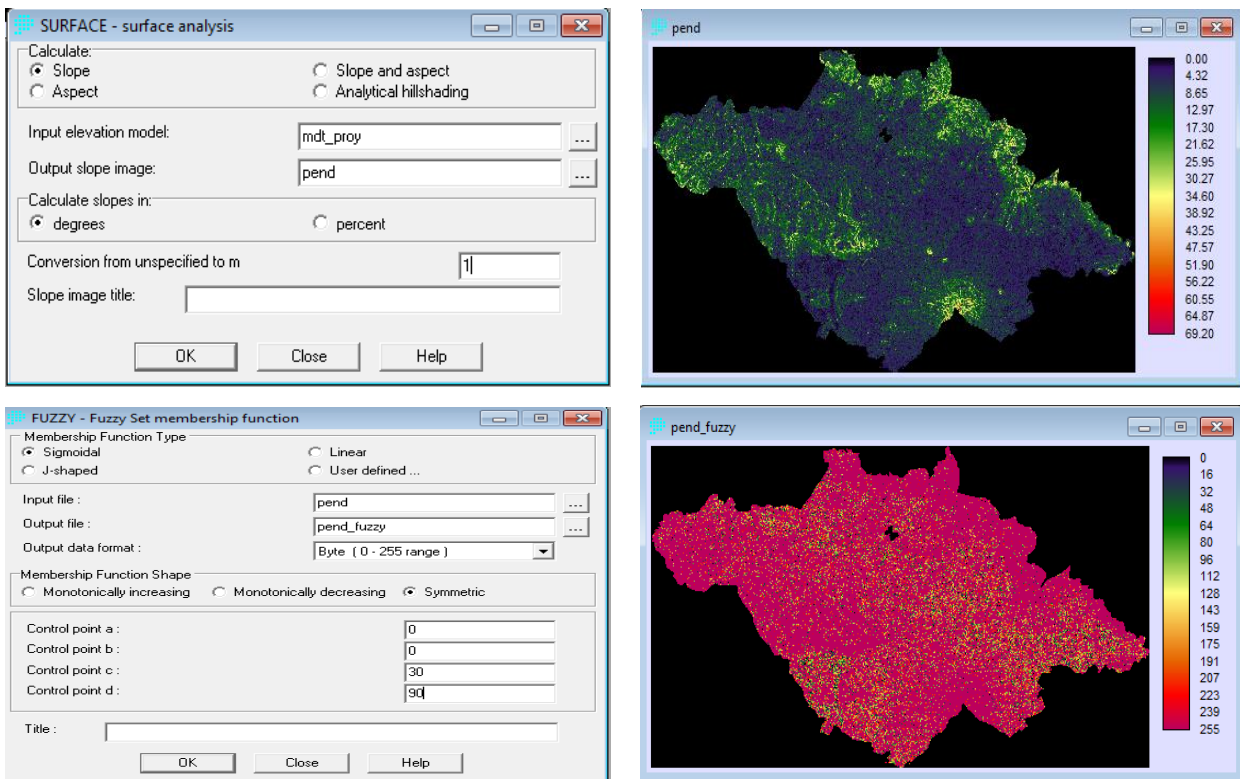 SURFACE - surface analysis
Calculate:
Slope
Slope and aspect
Aspect
Analytical hillshading
Input elevation model:
mdt_proy
...
Output slope image:
pend
...
Calculate slopes in:
degrees
percent
Conversion from unspecified to m
1
Slope image title:
OK
Close
Help
pend
0.00
4.32
8.65
12.97
17.30
21.62
25.95
30.27
34.60
38.92
43.25
47.57
51.90
56.22
60.55
64.87
69.20
FUZZY - Fuzzy Set membership function
Membership Function Type
Sigmoidal
Linear
J-shaped
User defined ...
Input file :
pend
...
Output file :
pend_fuzzy
...
Output data format :
Byte ( 0 - 255 range )
Membership Function Shape
Monotonically increasing
Monotonically decreasing
Symmetric
Control point a :
0
Control point b :
0
Control point c :
30
Control point d :
90
Title :
OK
Close
Help
pend_fuzzy
0
16
32
48
64
80
96
112
128
143
159
175
191
207
223
239
255